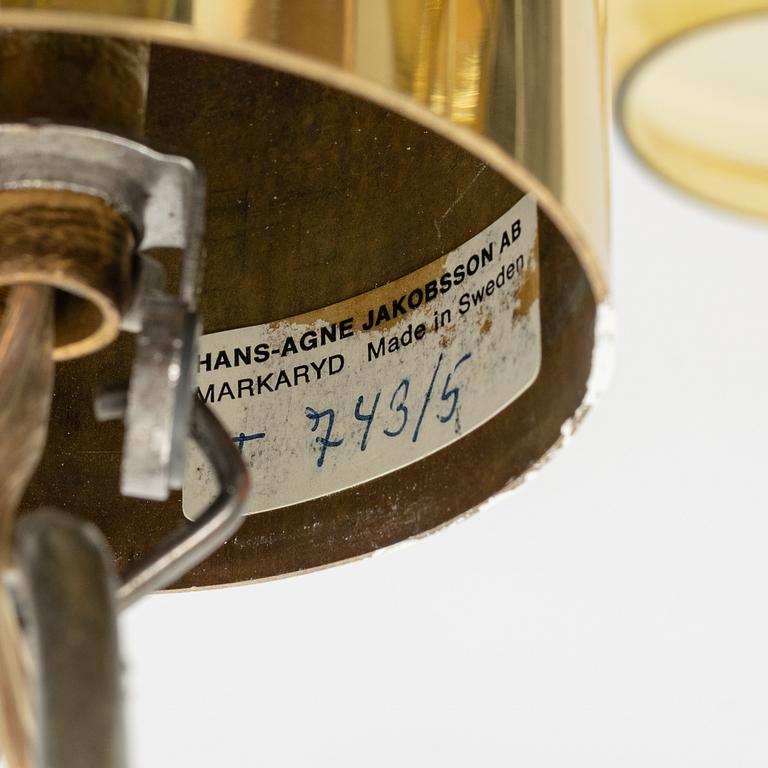 HANS-AGNE JAKOBSSON AB
MARKARYD Made in Sweden
T 743/5